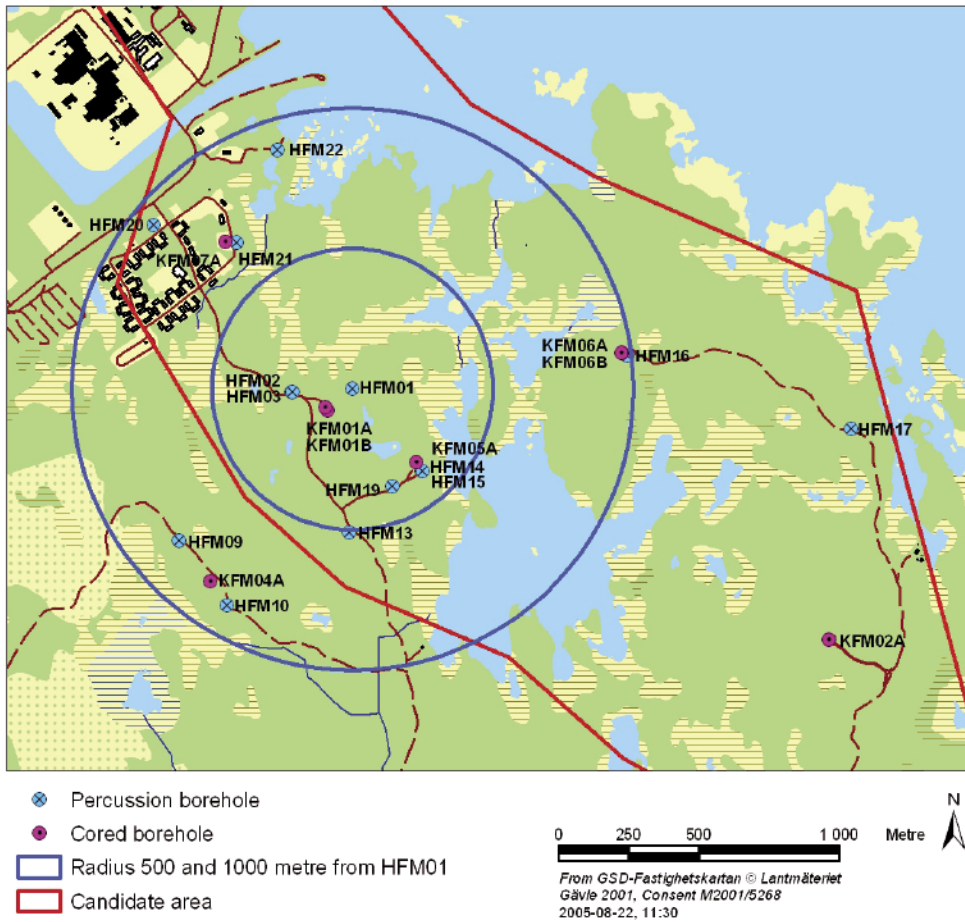 HFM22
HFM20
KFM07A
HFM21
KFM06A
KFM06B
HFM16
HFM02
HFM03
HFM01
KFM01A
KFM01B
HFM17
KFM05A
HFM14
HFM15
HFM19
HFM13
HFM09
KFM04A
HFM10
KFM02A
Percussion borehole
Cored borehole
Radius 500 and 1000 metre from HFM01
Candidate area
0 250 500 1 000 Metre
N
From GSD-Fastighetskartan © Lantmäteriet
Gävle 2001, Consent M2001/5268
2005-08-22, 11:30